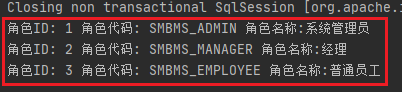 Closing non transactional SqlSession [org.apache.i
角色ID: 1 角色代码: SMBMS_ADMIN 角色名称:系统管理员
角色ID: 2 角色代码: SMBMS_MANAGER 角色名称:经理
角色ID: 3 角色代码: SMBMS_EMPLOYEE 角色名称:普通员工